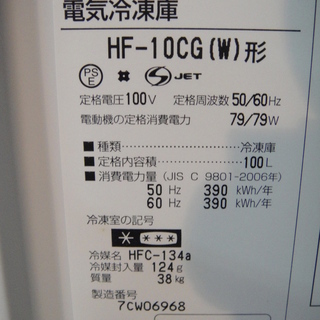 電気冷凍庫
HF-10CG(W)形
PS
E
JET
定格電圧100V 定格周波数50/60Hz
電動機の定格消費電力 79/79W
■種類 冷凍庫
■定格内容積 100L
■消費電力量(JIS C 9801-2006年)
50 Hz 390 kWh/年
60 Hz 390 kWh/年
冷凍室の記号
* ***
冷媒名 HFC-134a
冷媒封入量 124g
質量 38kg
製造番号
7CW06968